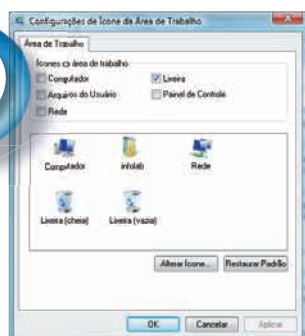 Configurações de Ícone da Área de Trabalho
Área de Trabalho
Ícones da área de trabalho
Computador
Lixeira
Arquivos do Usuário
Painel de Controle
Rede
Computador
infolab
Rede
Lixeira (cheia)
Lixeira (vazia)
Alterar Ícone...
Restaurar Padrão
OK
Cancelar
Aplicar